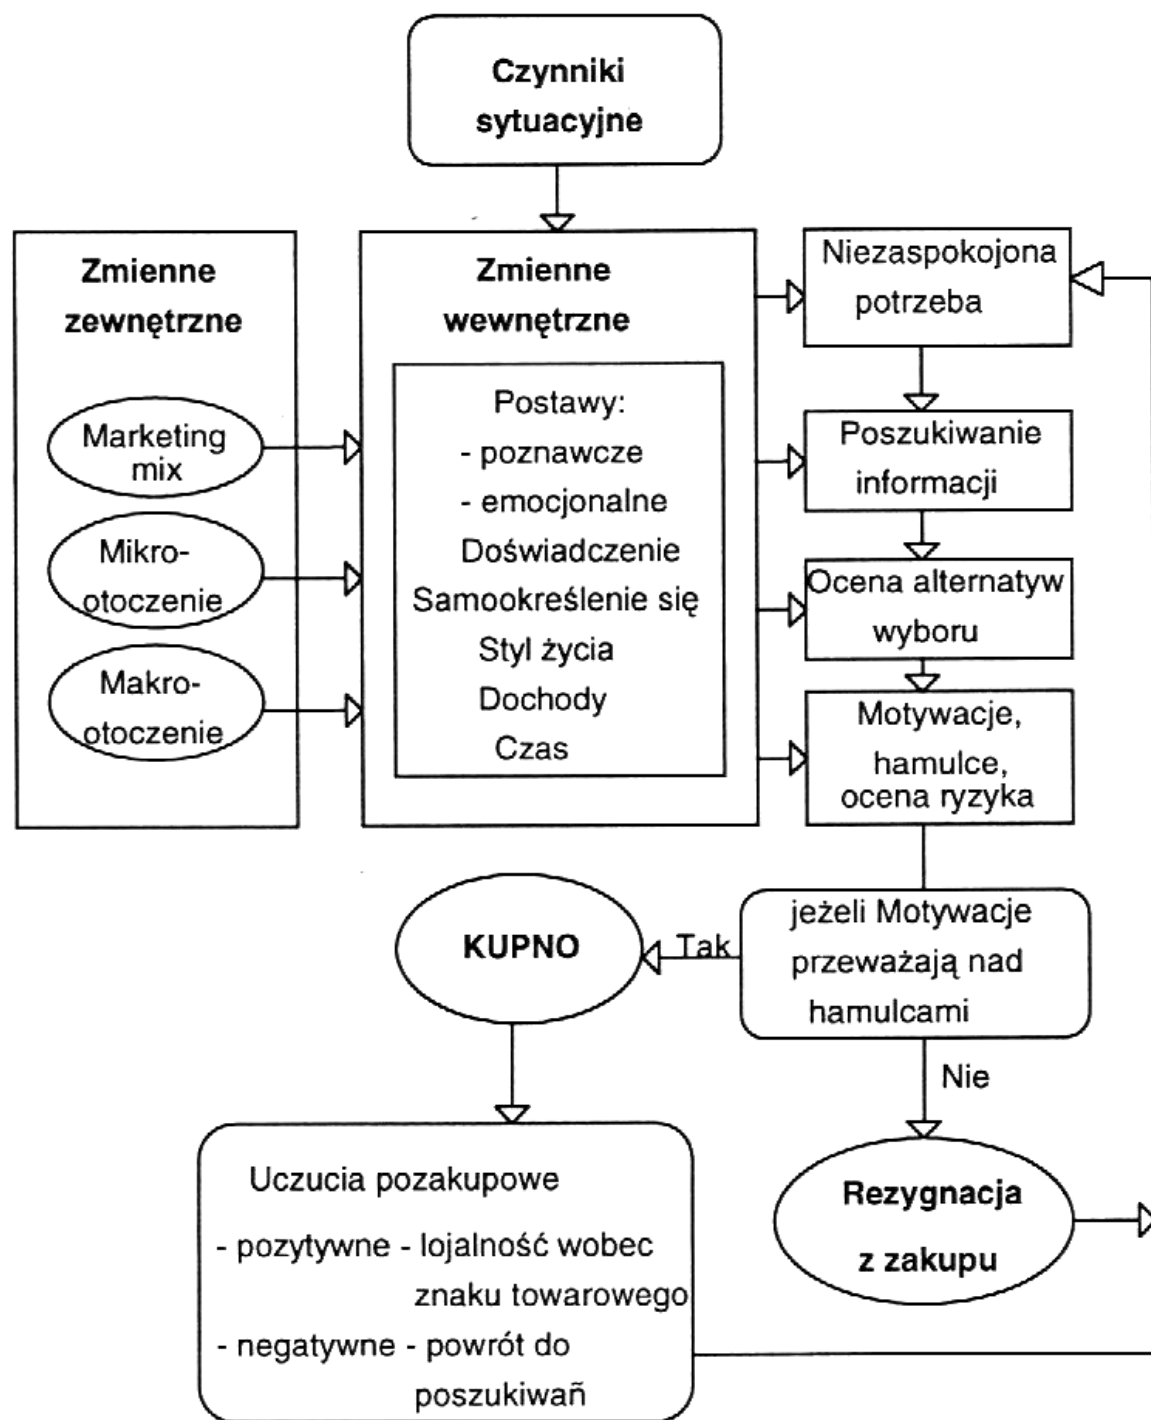 Czynniki
sytuacyjne
Zmienne
zewnętrzne
Marketing
mix
Mikro-
otoczenie
Makro-
otoczenie
Zmienne
wewnętrzne
Postawy:
- poznawcze
- emocjonalne
Doświadczenie
Samookreślenie się
Styl życia
Dochody
Czas
Niezaspokojona
potrzeba
Poszukiwanie
informacji
Ocena alternatyw
wyboru
Motywacje,
hamulce,
ocena ryzyka
jeżeli Motywacje
przeważają nad
hamulcami
Tak
KUPNO
Nie
Rezygnacja
z zakupu
Uczucia pozakupowe
- pozytywne - lojalność wobec
znaku towarowego
- negatywne - powrót do
poszukiwañ